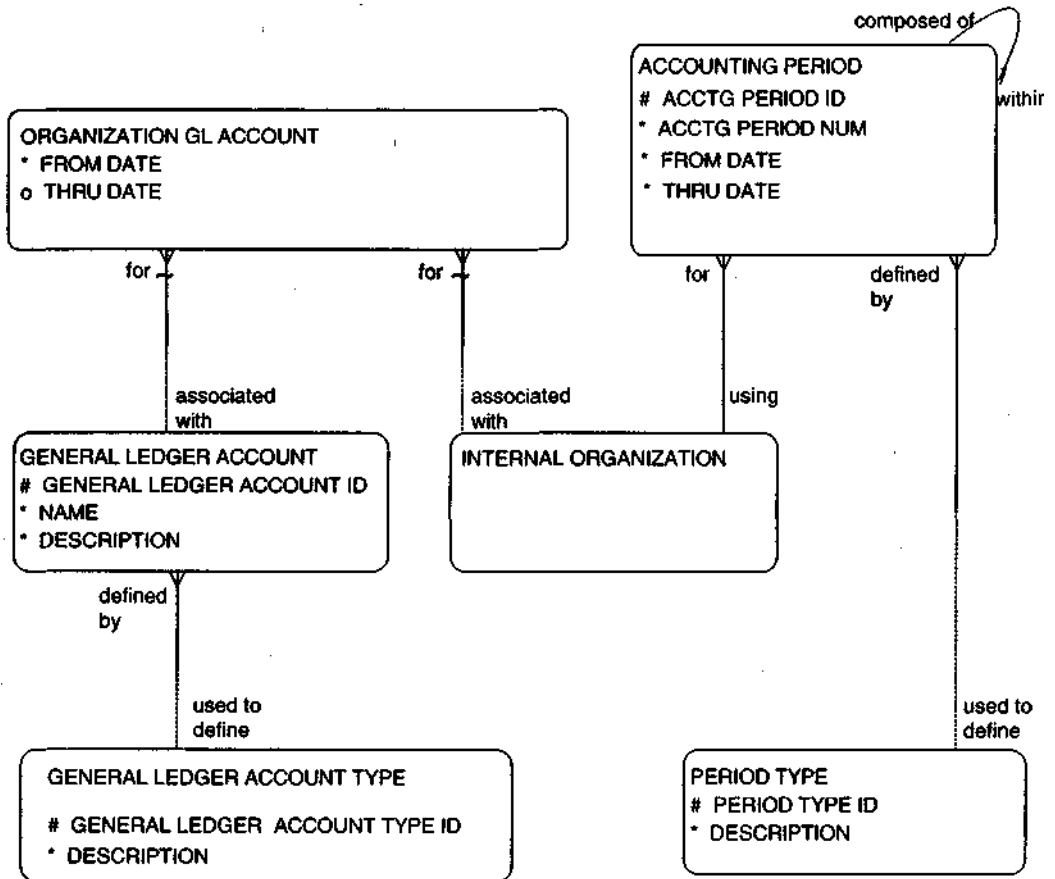 composed of
within
ACCOUNTING PERIOD
# ACCTG PERIOD ID
* ACCTG PERIOD NUM
* FROM DATE
* THRU DATE
ORGANIZATION GL ACCOUNT
* FROM DATE
o THRU DATE
for
for
for
defined
by
associated
with
associated
with
using
GENERAL LEDGER ACCOUNT
# GENERAL LEDGER ACCOUNT ID
* NAME
* DESCRIPTION
INTERNAL ORGANIZATION
defined
by
used to
define
used to
define
GENERAL LEDGER ACCOUNT TYPE
# GENERAL LEDGER ACCOUNT TYPE ID
* DESCRIPTION
PERIOD TYPE
# PERIOD TYPE ID
* DESCRIPTION